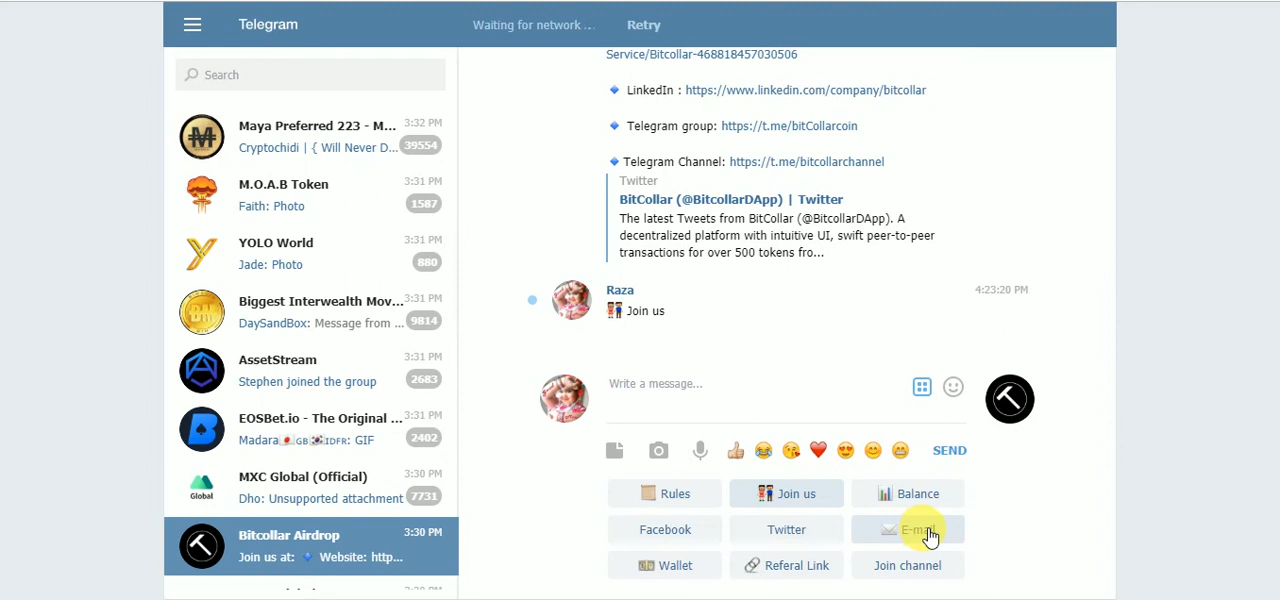 Telegram
Waiting for network ...
Retry
Search
Maya Preferred 223 - M... 3:32 PM
Cryptochidi | { Will Never D... 39554
M.O.A.B Token 3:31 PM
Faith: Photo 1587
YOLO World 3:31 PM
Jade: Photo 880
Biggest Interwealth Mov... 3:31 PM
DaySandBox: Message from ... 9814
AssetStream 3:31 PM
Stephen joined the group 2683
EOSBet.io - The Original ... 3:31 PM
Madara🇯🇵GB🇰🇷IDFR: GIF 2402
MXC Global (Official) 3:30 PM
Global
Dho: Unsupported attachment 7731
Bitcollar Airdrop 3:30 PM
Join us at: 🔹 Website: http...
Service/Bitcollar-468818457030506
🔹 LinkedIn : https://www.linkedin.com/company/bitcollar
🔹 Telegram group: https://t.me/bitCollarcoin
🔹Telegram Channel: https://t.me/bitcollarchannel
Twitter
BitCollar (@BitcollarDApp) | Twitter
The latest Tweets from BitCollar (@BitcollarDApp). A
decentralized platform with intuitive UI, swift peer-to-peer
transactions for over 500 tokens fro...
Raza 4:23:20 PM
👫 Join us
Write a message...
SEND
Rules
Join us
Balance
Facebook
Twitter
E-mail
Wallet
Referal Link
Join channel